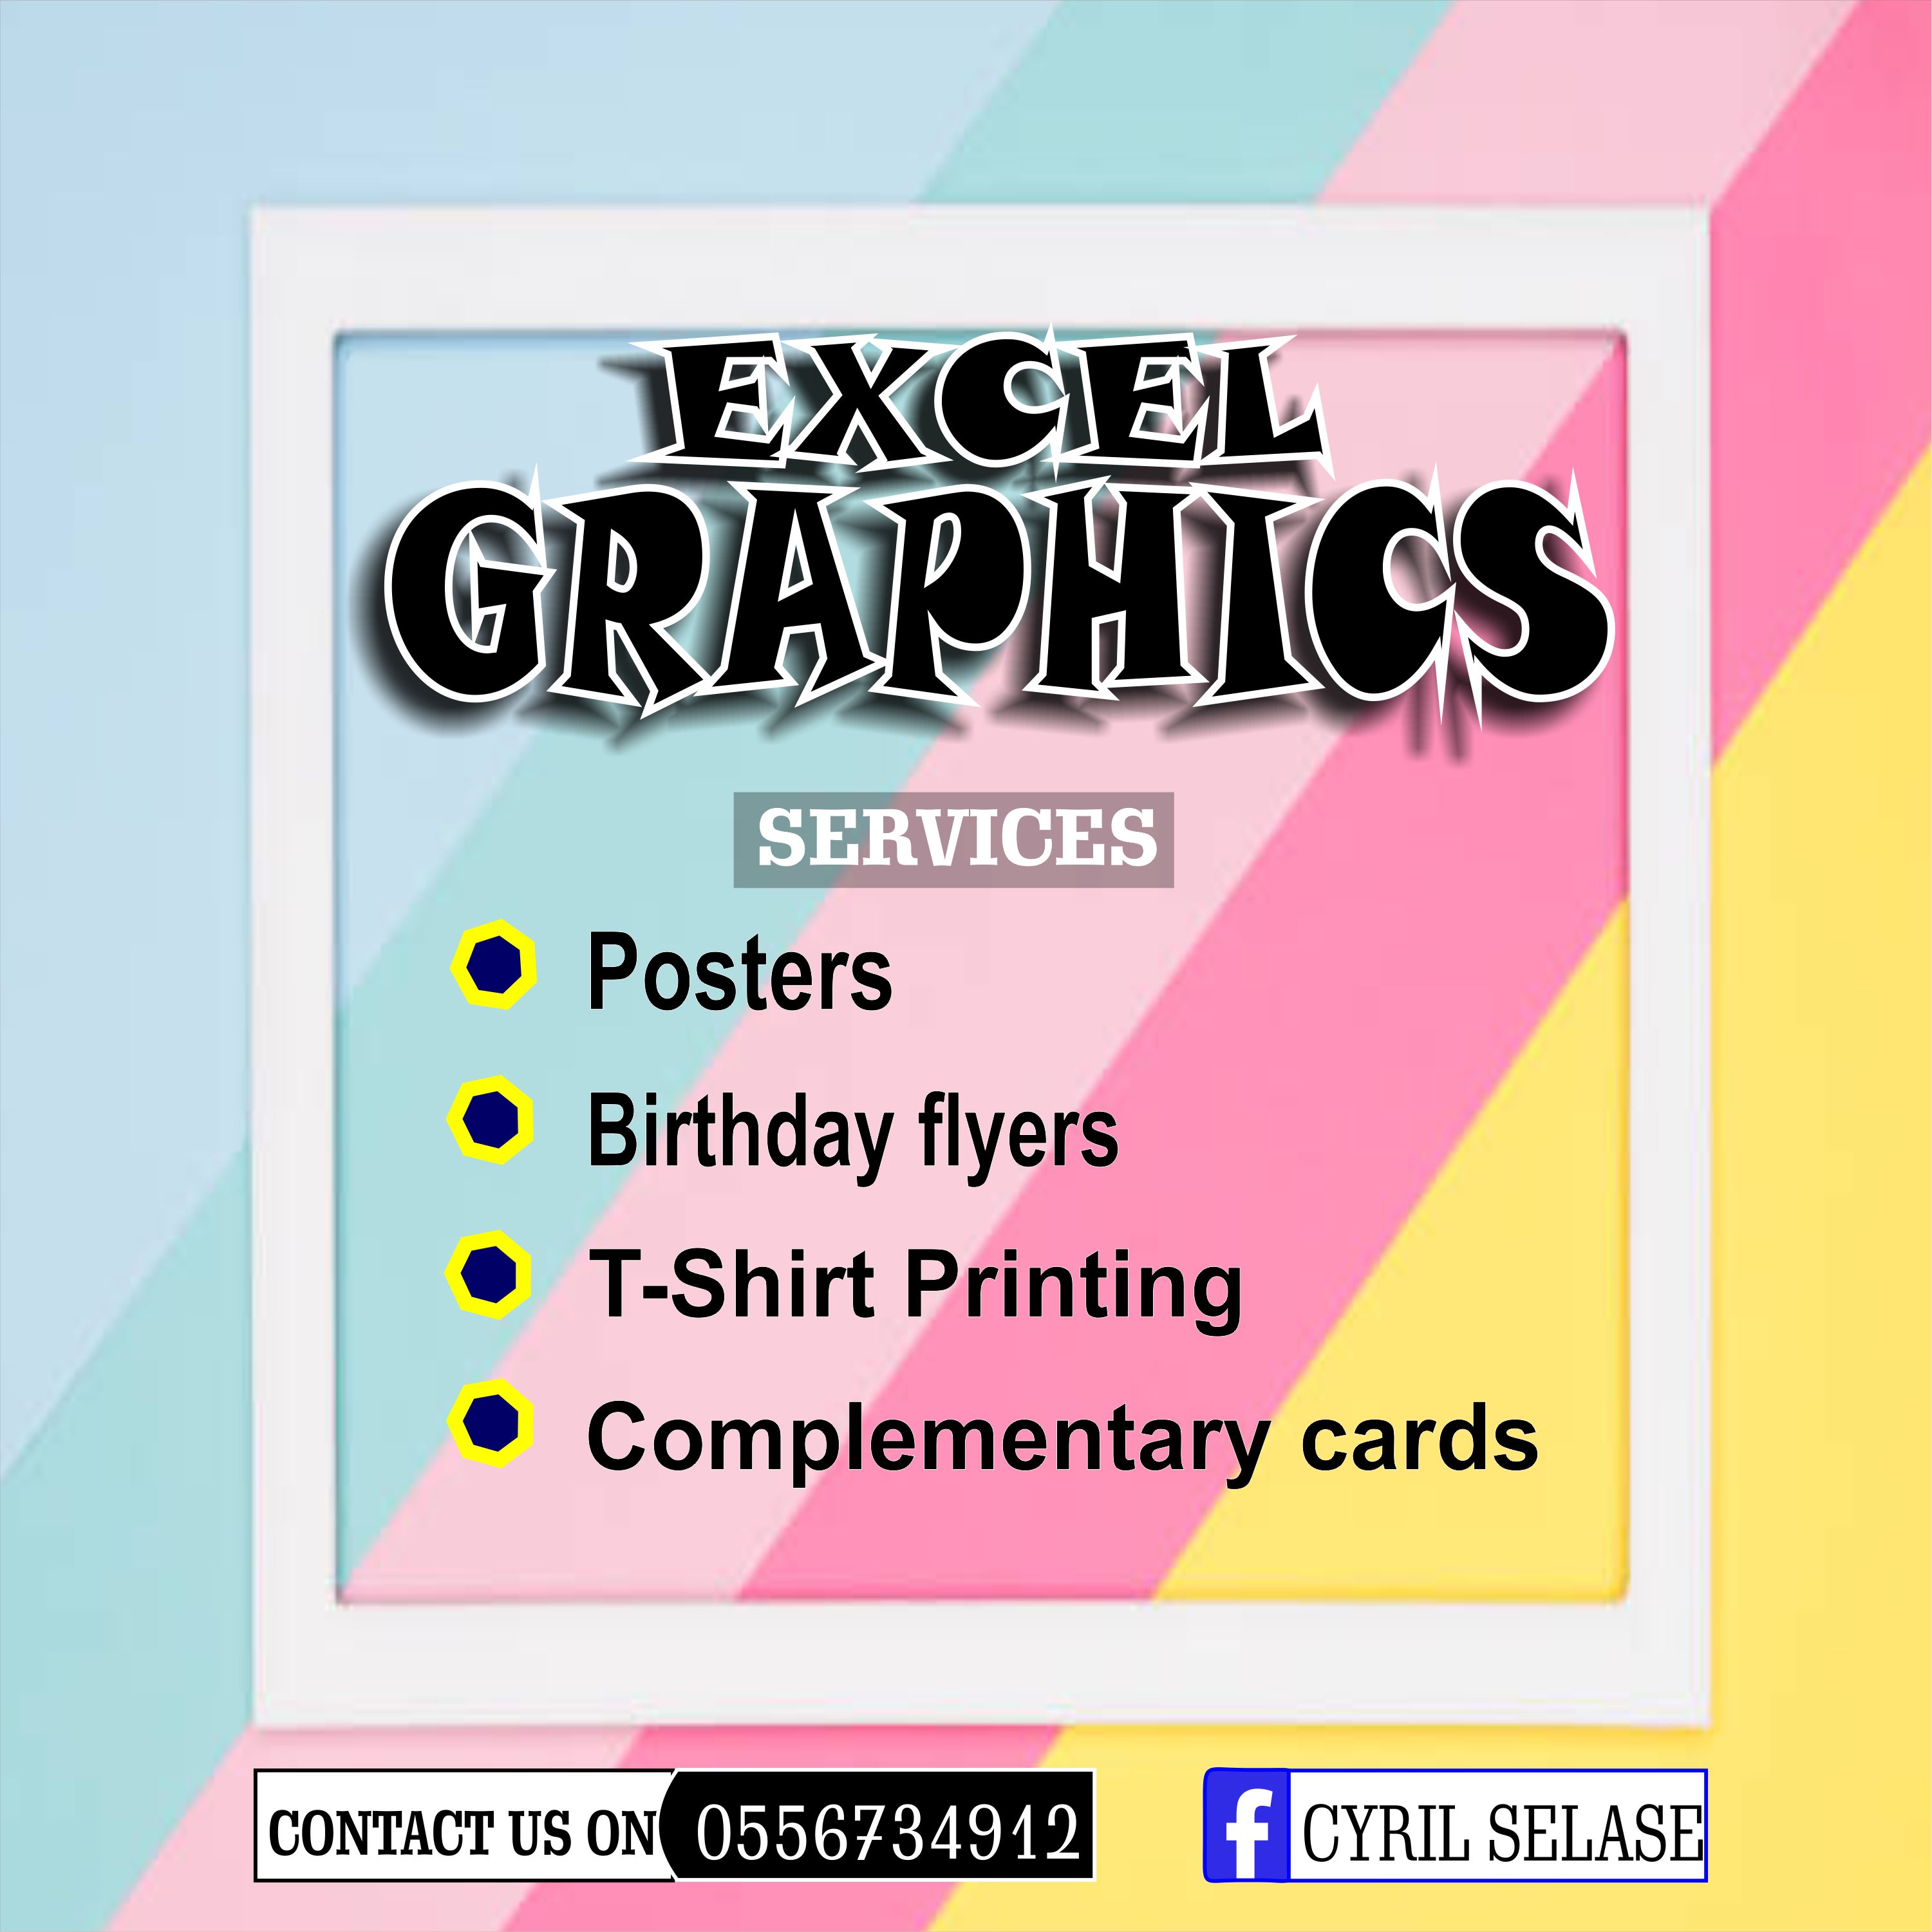 EXCEL
GRAPHICS
SERVICES
Posters
Birthday flyers
T-Shirt Printing
Complementary cards
CONTACT US ON 0556734912
f CYRIL SELASE